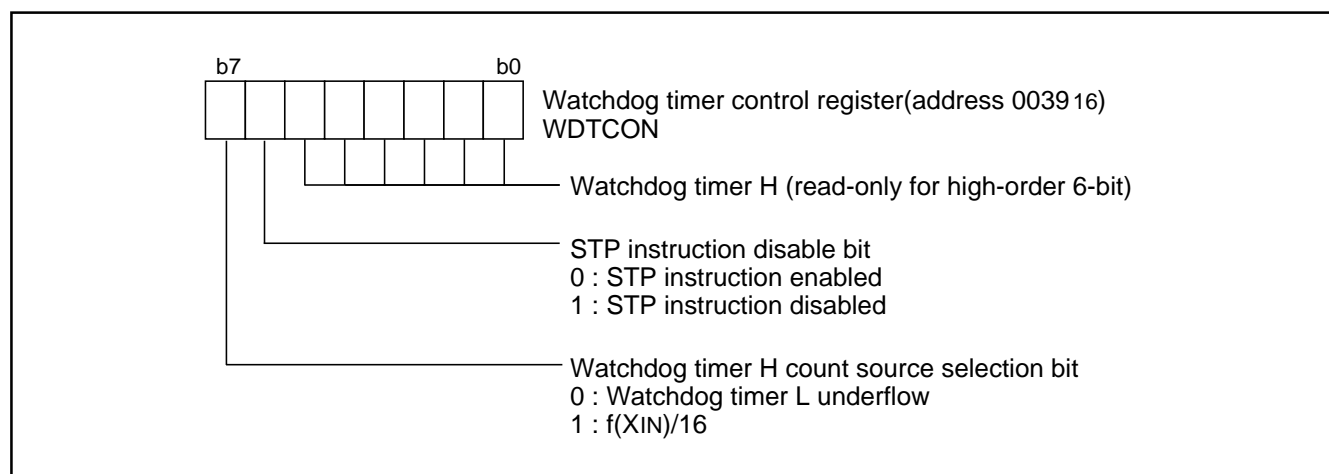 b7 b0
Watchdog timer control register(address 003916)
WDTCON
Watchdog timer H (read-only for high-order 6-bit)
STP instruction disable bit
0 : STP instruction enabled
1 : STP instruction disabled
Watchdog timer H count source selection bit
0 : Watchdog timer L underflow
1 : f(XIN)/16